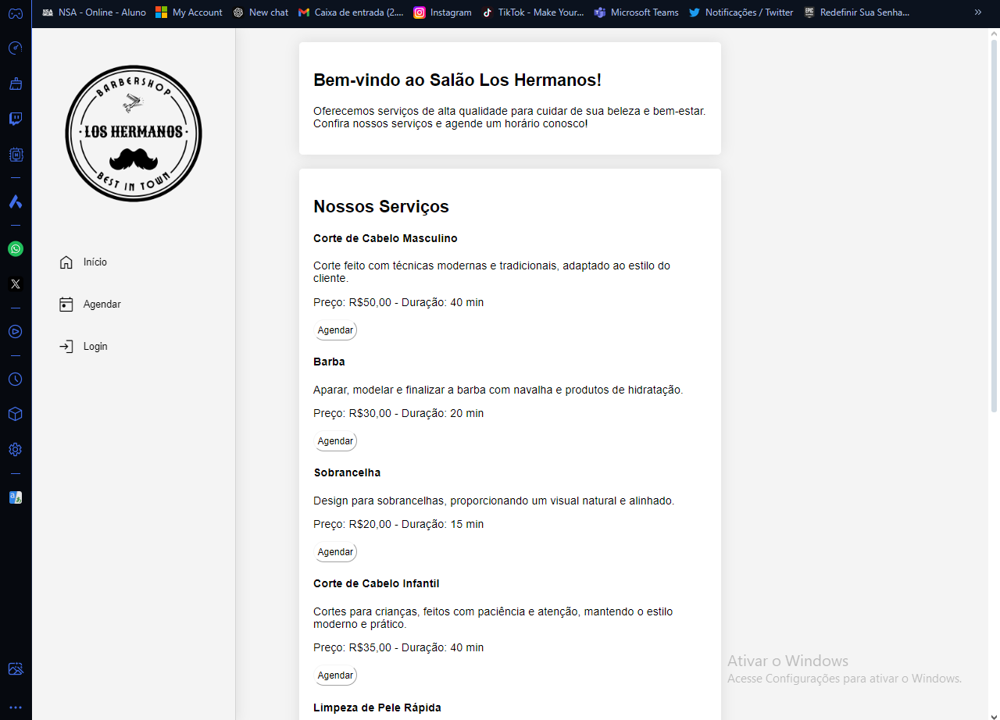 NSA - Online - Aluno
My Account
New chat
Caixa de entrada (2....
Instagram
TikTok - Make Your...
Microsoft Teams
Notificações / Twitter
Redefinir Sua Senha...
BARBERSHOP
LOS HERMANOS
BEST IN TOWN
Início
Agendar
Login
Bem-vindo ao Salão Los Hermanos!
Oferecemos serviços de alta qualidade para cuidar de sua beleza e bem-estar.
Confira nossos serviços e agende um horário conosco!
Nossos Serviços
Corte de Cabelo Masculino
Corte feito com técnicas modernas e tradicionais, adaptado ao estilo do
cliente.
Preço: R$50,00 - Duração: 40 min
Agendar
Barba
Aparar, modelar e finalizar a barba com navalha e produtos de hidratação.
Preço: R$30,00 - Duração: 20 min
Agendar
Sobrancelha
Design para sobrancelhas, proporcionando um visual natural e alinhado.
Preço: R$20,00 - Duração: 15 min
Agendar
Corte de Cabelo Infantil
Cortes para crianças, feitos com paciência e atenção, mantendo o estilo
moderno e prático.
Preço: R$35,00 - Duração: 40 min
Agendar
Limpeza de Pele Rápida
Ativar o Windows
Acesse Configurações para ativar o Windows.